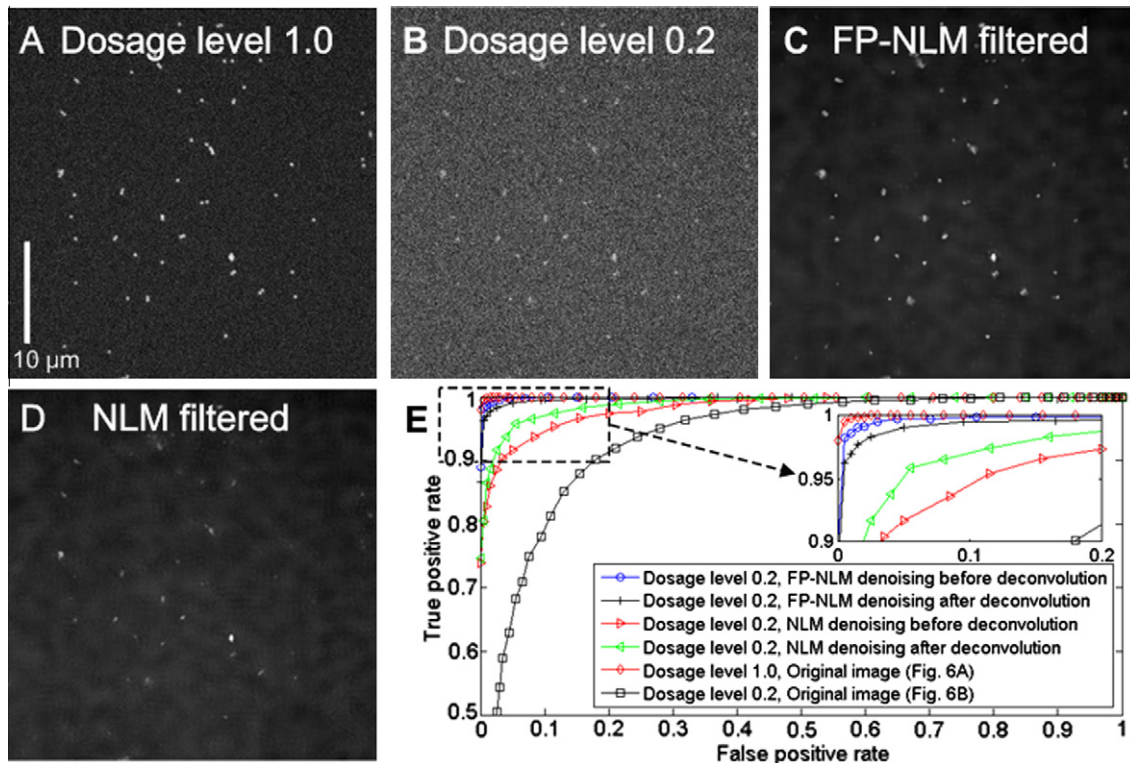 A Dosage level 1.0
B Dosage level 0.2
C FP-NLM filtered
10 µm
D NLM filtered
E
True positive rate
1
0.9
0.8
0.7
0.6
0.5
0 0.1 0.2 0.3 0.4 0.5 0.6 0.7 0.8 0.9 1
False positive rate
1
0.95
0.9
0 0.1 0.2
Dosage level 0.2, FP-NLM denoising before deconvolution
Dosage level 0.2, FP-NLM denoising after deconvolution
Dosage level 0.2, NLM denoising before deconvolution
Dosage level 0.2, NLM denoising after deconvolution
Dosage level 1.0, Original image (Fig. 6A)
Dosage level 0.2, Original image (Fig. 6B)